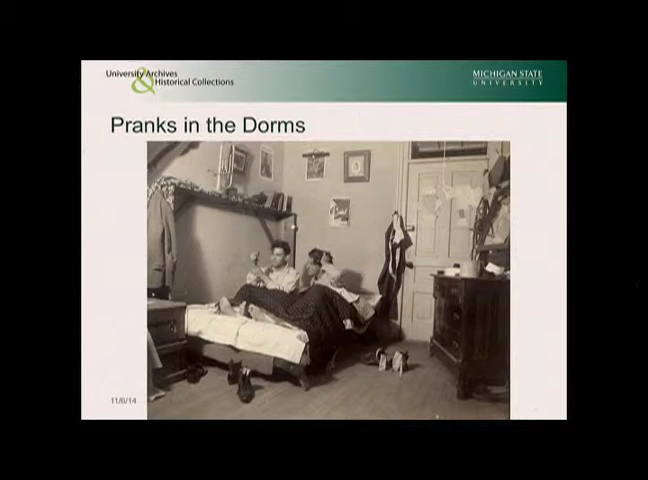 University Archives
& Historical Collections
MICHIGAN STATE
UNIVERSITY
Pranks in the Dorms
11/6/14